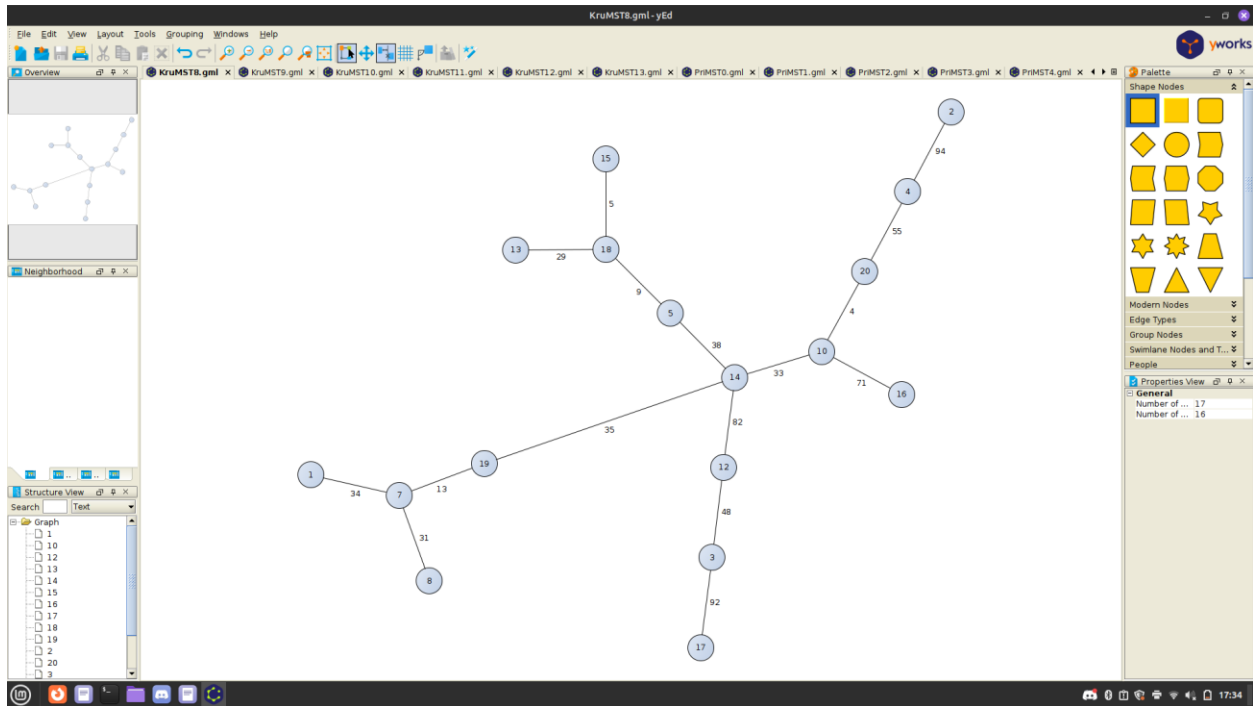 KruMST8.gml - yEd
File Edit View Layout Tools Grouping Windows Help
yworks
Overview
KruMST8.gml KruMST9.gml KruMST10.gml KruMST11.gml KruMST12.gml KruMST13.gml PriMST0.gml PriMST1.gml PriMST2.gml PriMST3.gml PriMST4.gml
Palette
Shape Nodes
2
94
15
4
5
55
13
29
18
20
9
4
5
38
10
14
33
71
16
82
35
19
12
1
34
7
13
48
31
3
8
92
17
Neighborhood
Structure View
Search
Text
Graph
1
10
12
13
14
15
16
17
18
19
2
20
3
Modern Nodes
Edge Types
Group Nodes
Swimlane Nodes and T...
People
Properties View
General
Number of ... 17
Number of ... 16
17:34